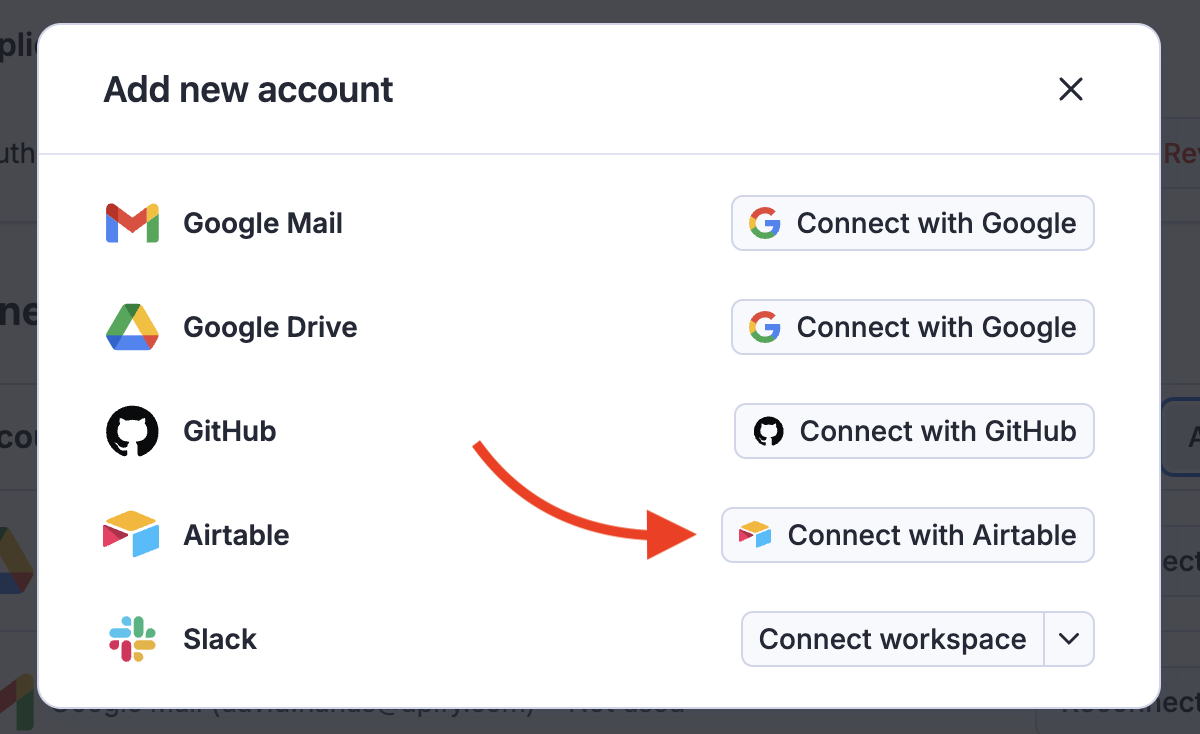 Add new account
Google Mail
Connect with Google
Google Drive
Connect with Google
GitHub
Connect with GitHub
Airtable
Connect with Airtable
Slack
Connect workspace